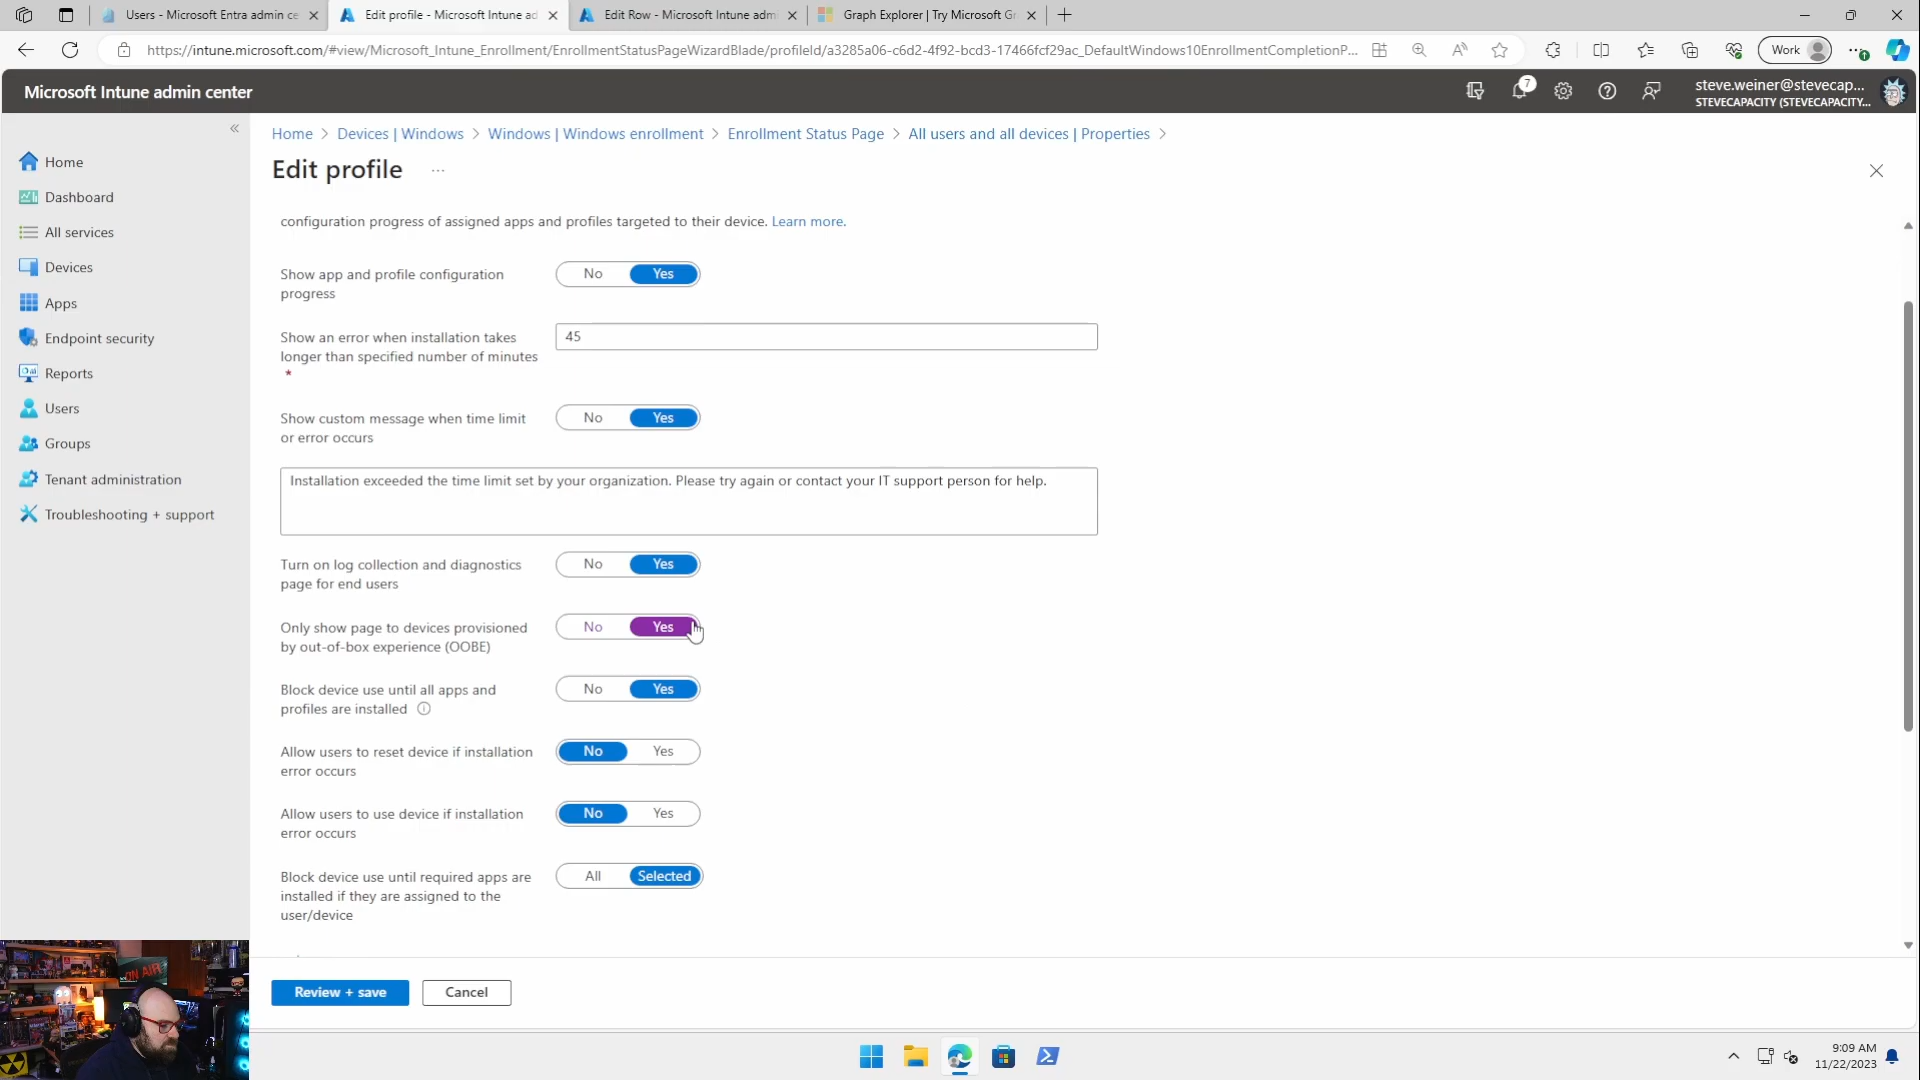 Users - Microsoft Entra admin ce
Edit profile - Microsoft Intune ad
Edit Row - Microsoft Intune adm
Graph Explorer | Try Microsoft Gr
https://intune.microsoft.com/#view/Microsoft_Intune_Enrollment/EnrollmentStatusPageWizardBlade/profileId/a3285a06-c6d2-4f92-bcd3-17466fcf29ac_DefaultWindows10EnrollmentCompletionP...
Work
Microsoft Intune admin center
7
steve.weiner@stevecap...
STEVECAPACITY (STEVECAPACITY,...
Home
Dashboard
All services
Devices
Apps
Endpoint security
Reports
Users
Groups
Tenant administration
Troubleshooting + support
Home > Devices | Windows > Windows | Windows enrollment > Enrollment Status Page > All users and all devices | Properties >
Edit profile ...
configuration progress of assigned apps and profiles targeted to their device. Learn more.
Show app and profile configuration
progress
No Yes
Show an error when installation takes
longer than specified number of minutes
*
45
Show custom message when time limit
or error occurs
No Yes
Installation exceeded the time limit set by your organization. Please try again or contact your IT support person for help.
Turn on log collection and diagnostics
page for end users
No Yes
Only show page to devices provisioned
by out-of-box experience (OOBE)
No Yes
Block device use until all apps and
profiles are installed
No Yes
Allow users to reset device if installation
error occurs
No Yes
Allow users to use device if installation
error occurs
No Yes
Block device use until required apps are
installed if they are assigned to the
user/device
All Selected
Review + save
Cancel
ON AIR
9:09 AM
11/22/2023